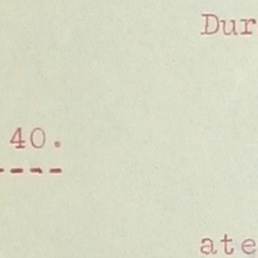 Dur
40.
----
ate